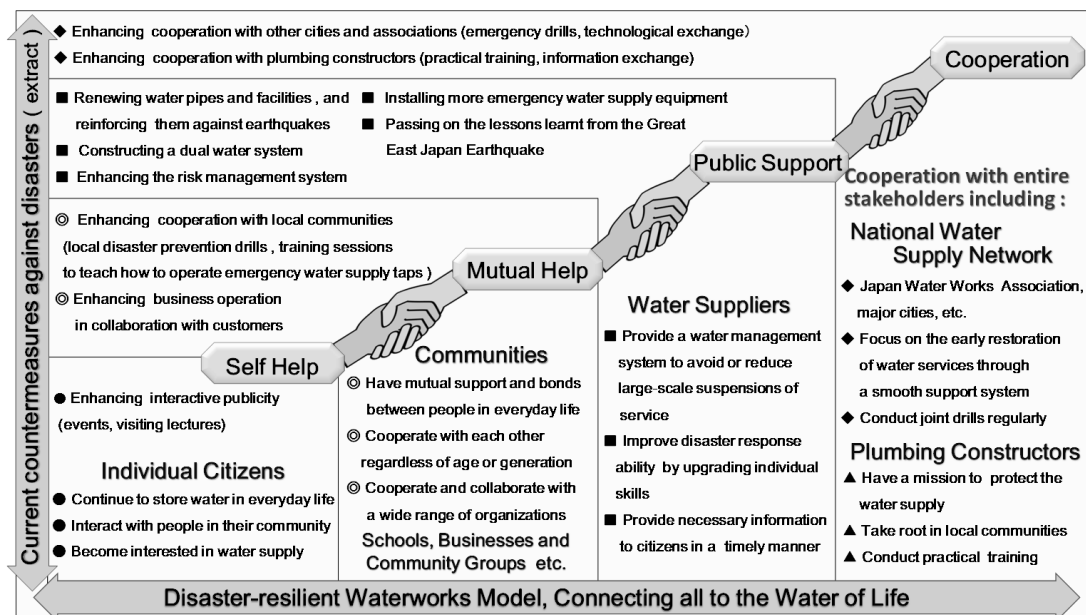 Current countermeasures against disasters ( extract )
◆ Enhancing cooperation with other cities and associations (emergency drills, technological exchange)
◆ Enhancing cooperation with plumbing constructors (practical training, information exchange)
Cooperation
■ Renewing water pipes and facilities , and
reinforcing them against earthquakes
■ Constructing a dual water system
■ Enhancing the risk management system
■ Installing more emergency water supply equipment
■ Passing on the lessons learnt from the Great
East Japan Earthquake
Public Support
◎ Enhancing cooperation with local communities
(local disaster prevention drills , training sessions
to teach how to operate emergency water supply taps )
◎ Enhancing business operation
in collaboration with customers
Mutual Help
Self Help
● Enhancing interactive publicity
(events, visiting lectures)
Individual Citizens
● Continue to store water in everyday life
● Interact with people in their community
● Become interested in water supply
Communities
◎ Have mutual support and bonds
between people in everyday life
◎ Cooperate with each other
regardless of age or generation
◎ Cooperate and collaborate with
a wide range of organizations
Schools, Businesses and
Community Groups etc.
Water Suppliers
■ Provide a water management
system to avoid or reduce
large-scale suspensions of
service
■ Improve disaster response
ability by upgrading individual
skills
■ Provide necessary information
to citizens in a timely manner
Cooperation with entire
stakeholders including :
National Water
Supply Network
◆ Japan Water Works Association,
major cities, etc.
◆ Focus on the early restoration
of water services through
a smooth support system
◆ Conduct joint drills regularly
Plumbing Constructors
▲ Have a mission to protect the
water supply
▲ Take root in local communities
▲ Conduct practical training
Disaster-resilient Waterworks Model, Connecting all to the Water of Life